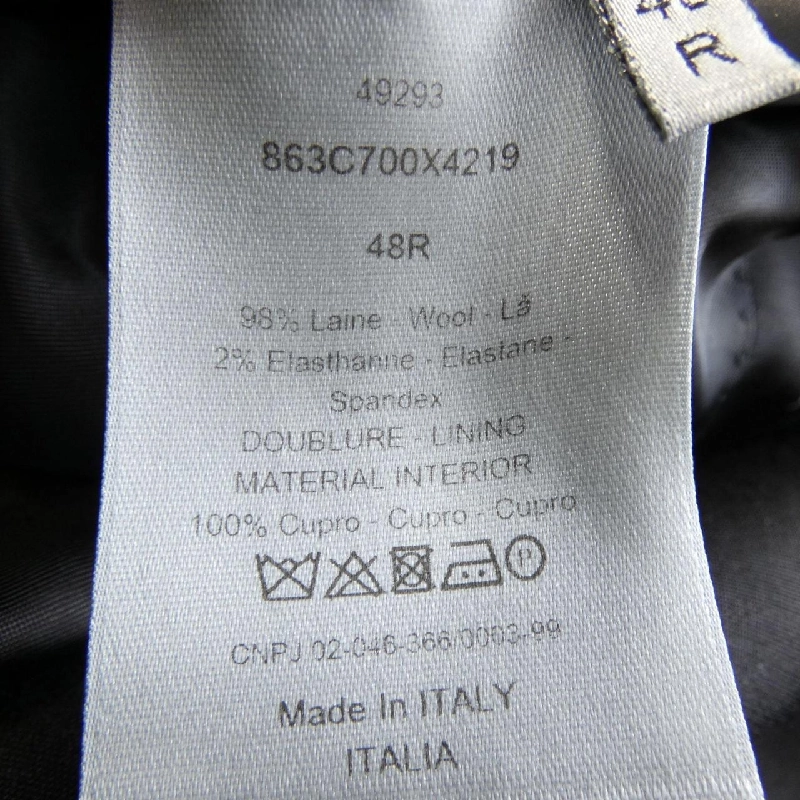 49293
863C700X4219
48R
98% Laine - Wool - Lã
2% Elasthanne - Elastane -
Spandex
DOUBLURE - LINING
MATERIAL INTERIOR
100% Cupro - Cupro - Cupro
P
CNPJ 02-046-366/0003-99
Made In ITALY
ITALIA
R 4